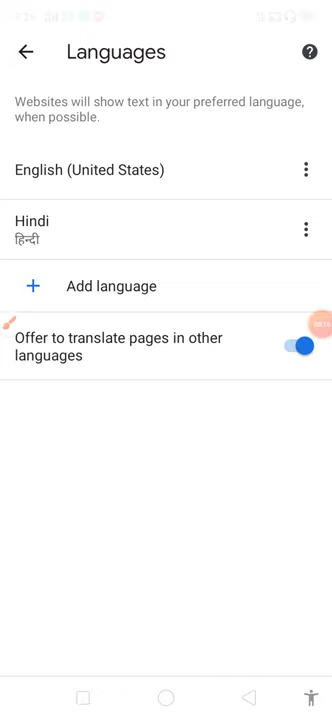 Languages
Websites will show text in your preferred language,
when possible.
English (United States)
Hindi
हिन्दी
Add language
Offer to translate pages in other
languages